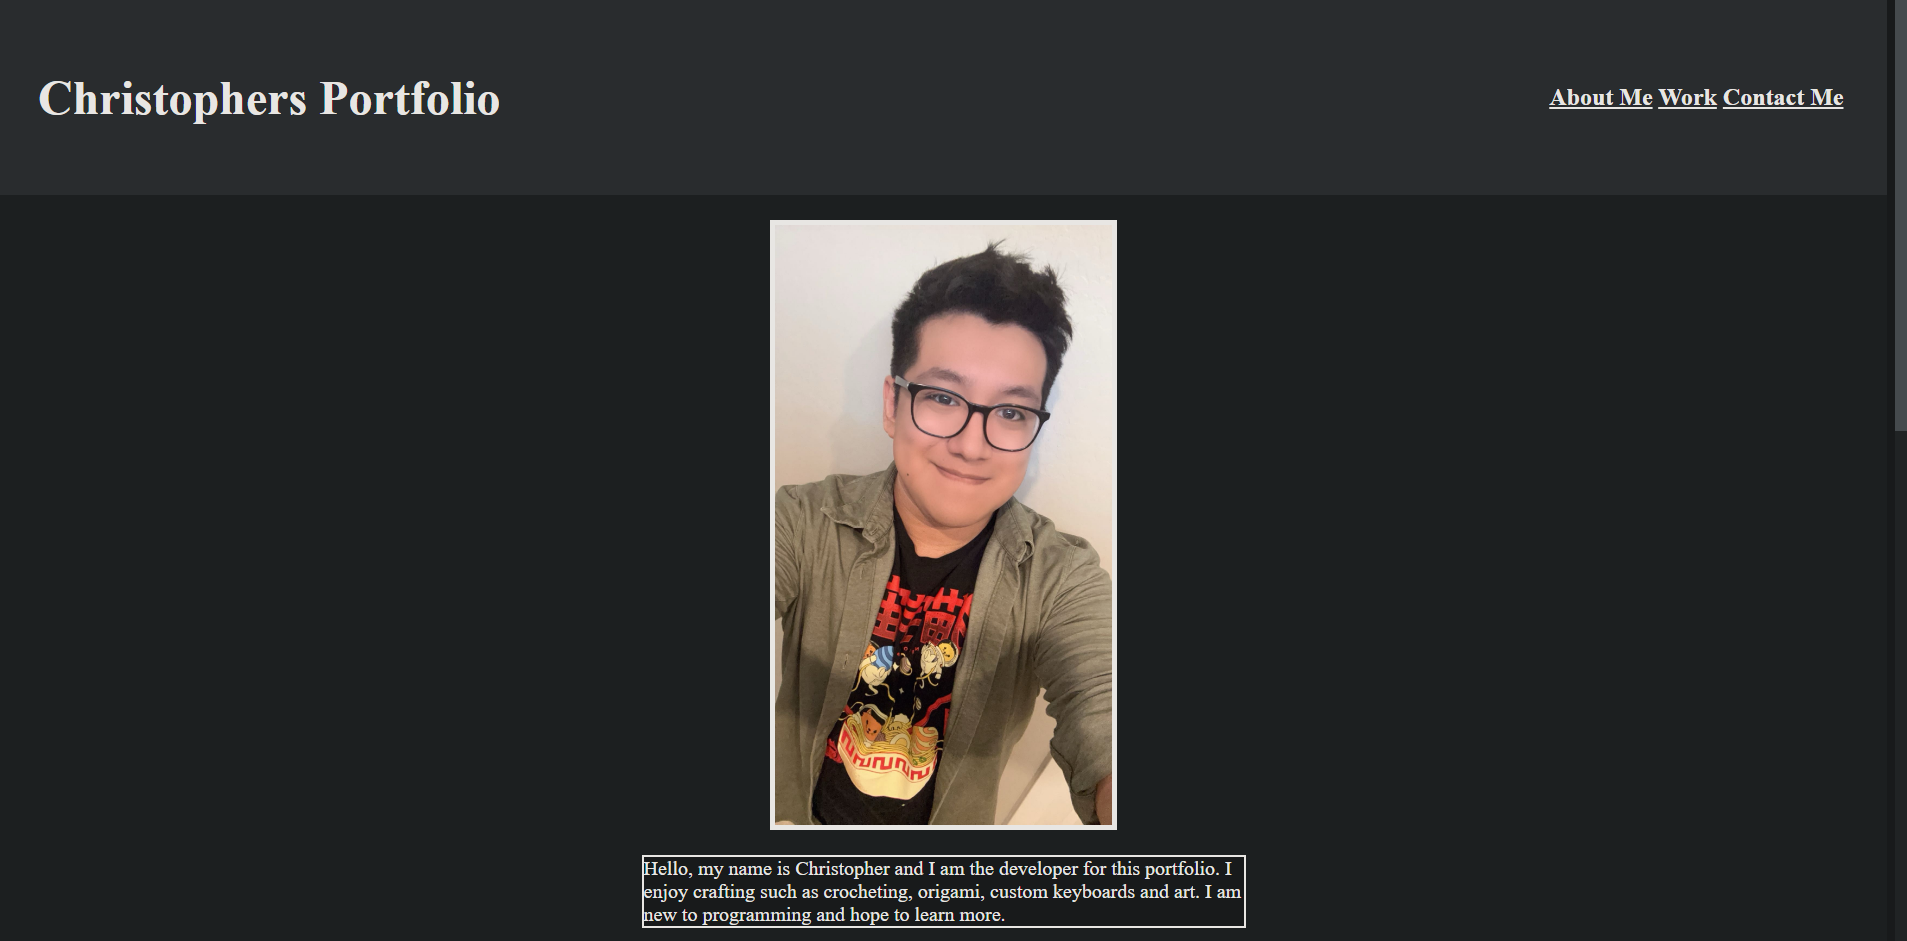 Christophers Portfolio
About Me Work Contact Me
Hello, my name is Christopher and I am the developer for this portfolio. I
enjoy crafting such as crocheting, origami, custom keyboards and art. I am
new to programming and hope to learn more.